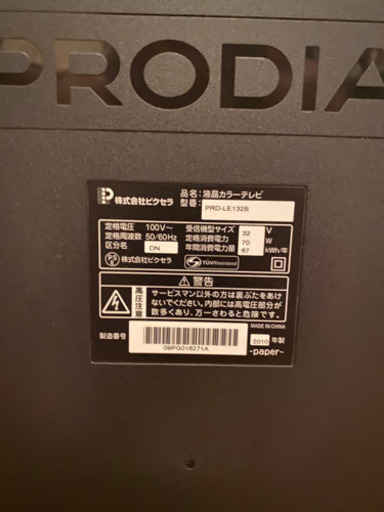 PRODIA
株式会社ピクセラ
品名: 液晶カラーテレビ
型番: PRD-LE132B
定格電圧 100V~
定格周波数 50/60Hz
区分名 DN
受信機型サイズ 32 V
定格消費電力 70 W
年間消費電力量 67 kWh/年
PS E 株式会社ピクセラ
TÜVRheinland
警告
高圧注意
サービスマン以外の方は裏ぶたをあけ
ないでください。内部には高電圧部分が
数多くあり、万一さわると危険です。
MADE IN CHINA
製造番号
09PG018271A
2010 年製
-paper-